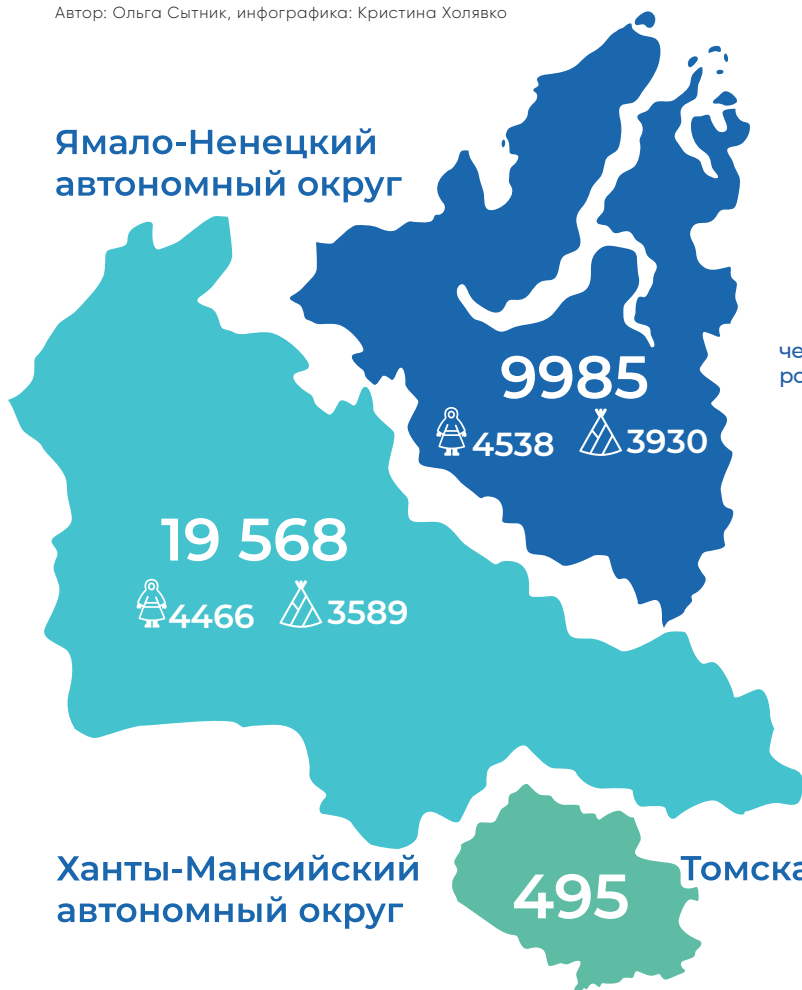 Автор: Ольга Сытник, инфографика: Кристина Холявко
Ямало-Ненецкий
автономный округ
9985
4538 3930
19 568
4466 3589
Ханты-Мансийский
автономный округ
495